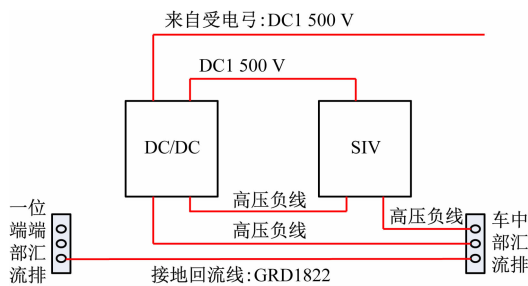 来自受电弓:DC1 500 V
DC1 500 V
DC/DC
SIV
高压负线
高压负线
高压负线
一位
端端
部汇
流排
车中
部汇
流排
接地回流线:GRD1822